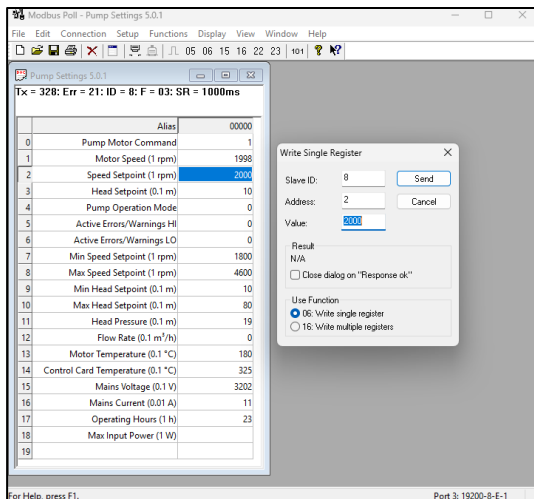 Modbus Poll - Pump Settings 5.0.1
File Edit Connection Setup Functions Display View Window Help
05 06 15 16 22 23 101
Pump Settings 5.0.1
Tx = 328: Err = 21: ID = 8: F = 03: SR = 1000ms
Alias 00000
0 Pump Motor Command 1
1 Motor Speed (1 rpm) 1998
2 Speed Setpoint (1 rpm) 2000
3 Head Setpoint (0.1 m) 10
4 Pump Operation Mode 0
5 Active Errors/Warnings HI 0
6 Active Errors/Warnings LO 0
7 Min Speed Setpoint (1 rpm) 1800
8 Max Speed Setpoint (1 rpm) 4600
9 Min Head Setpoint (0.1 m) 10
10 Max Head Setpoint (0.1 m) 80
11 Head Pressure (0.1 m) 19
12 Flow Rate (0.1 m³/h) 0
13 Motor Temperature (0.1 °C) 180
14 Control Card Temperature (0.1 °C) 325
15 Mains Voltage (0.1 V) 3202
16 Mains Current (0.01 A) 11
17 Operating Hours (1 h) 23
18 Max Input Power (1 W)
19
Write Single Register
Slave ID: 8 Send
Address: 2 Cancel
Value: 2000
Result
N/A
Close dialog on "Response ok"
Use Function
06: Write single register
16: Write multiple registers
For Help, press F1. Port 3: 19200-8-E-1